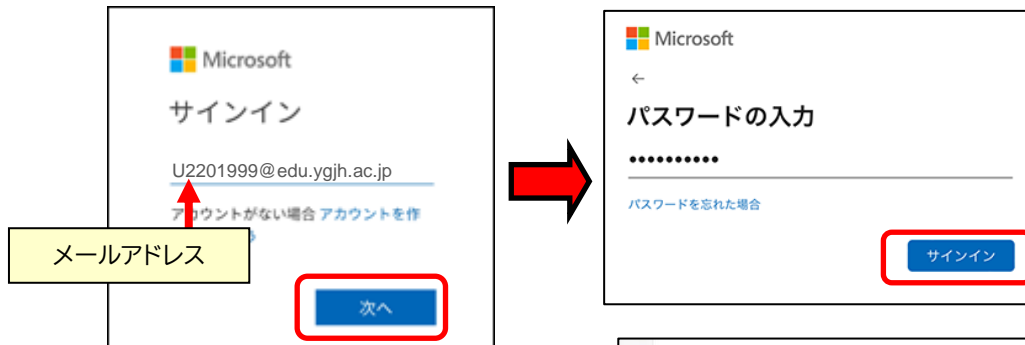 Microsoft
サインイン
U2201999@edu.ygjh.ac.jp
アカウントがない場合 アカウントを作
メールアドレス
次へ
Microsoft
←
パスワードの入力
••••••••••
パスワードを忘れた場合
サインイン